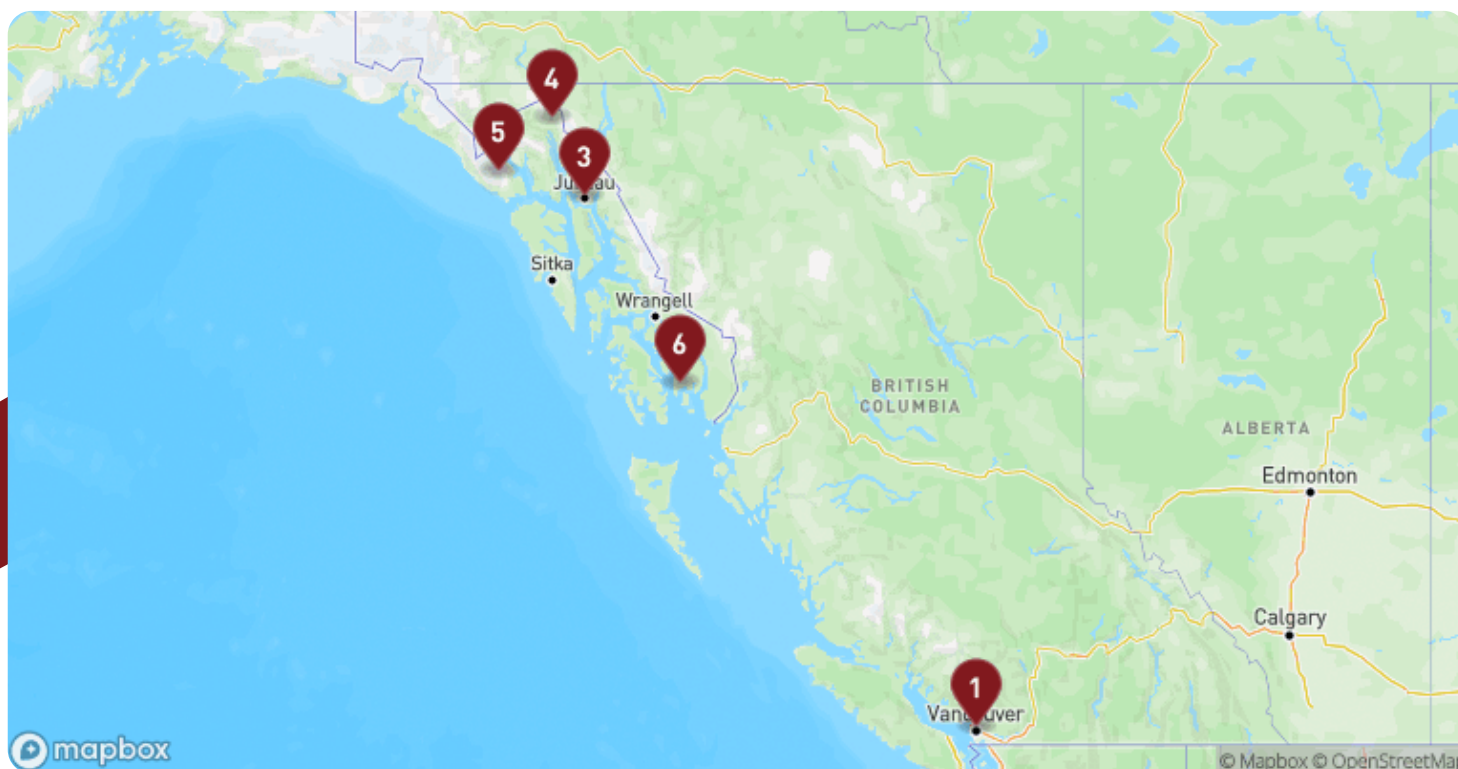 4
5
3
Juneau
Sitka
Wrangell
6
BRITISH
COLUMBIA
ALBERTA
Edmonton
Calgary
1
Vancouver
mapbox
© Mapbox © OpenStreetMap